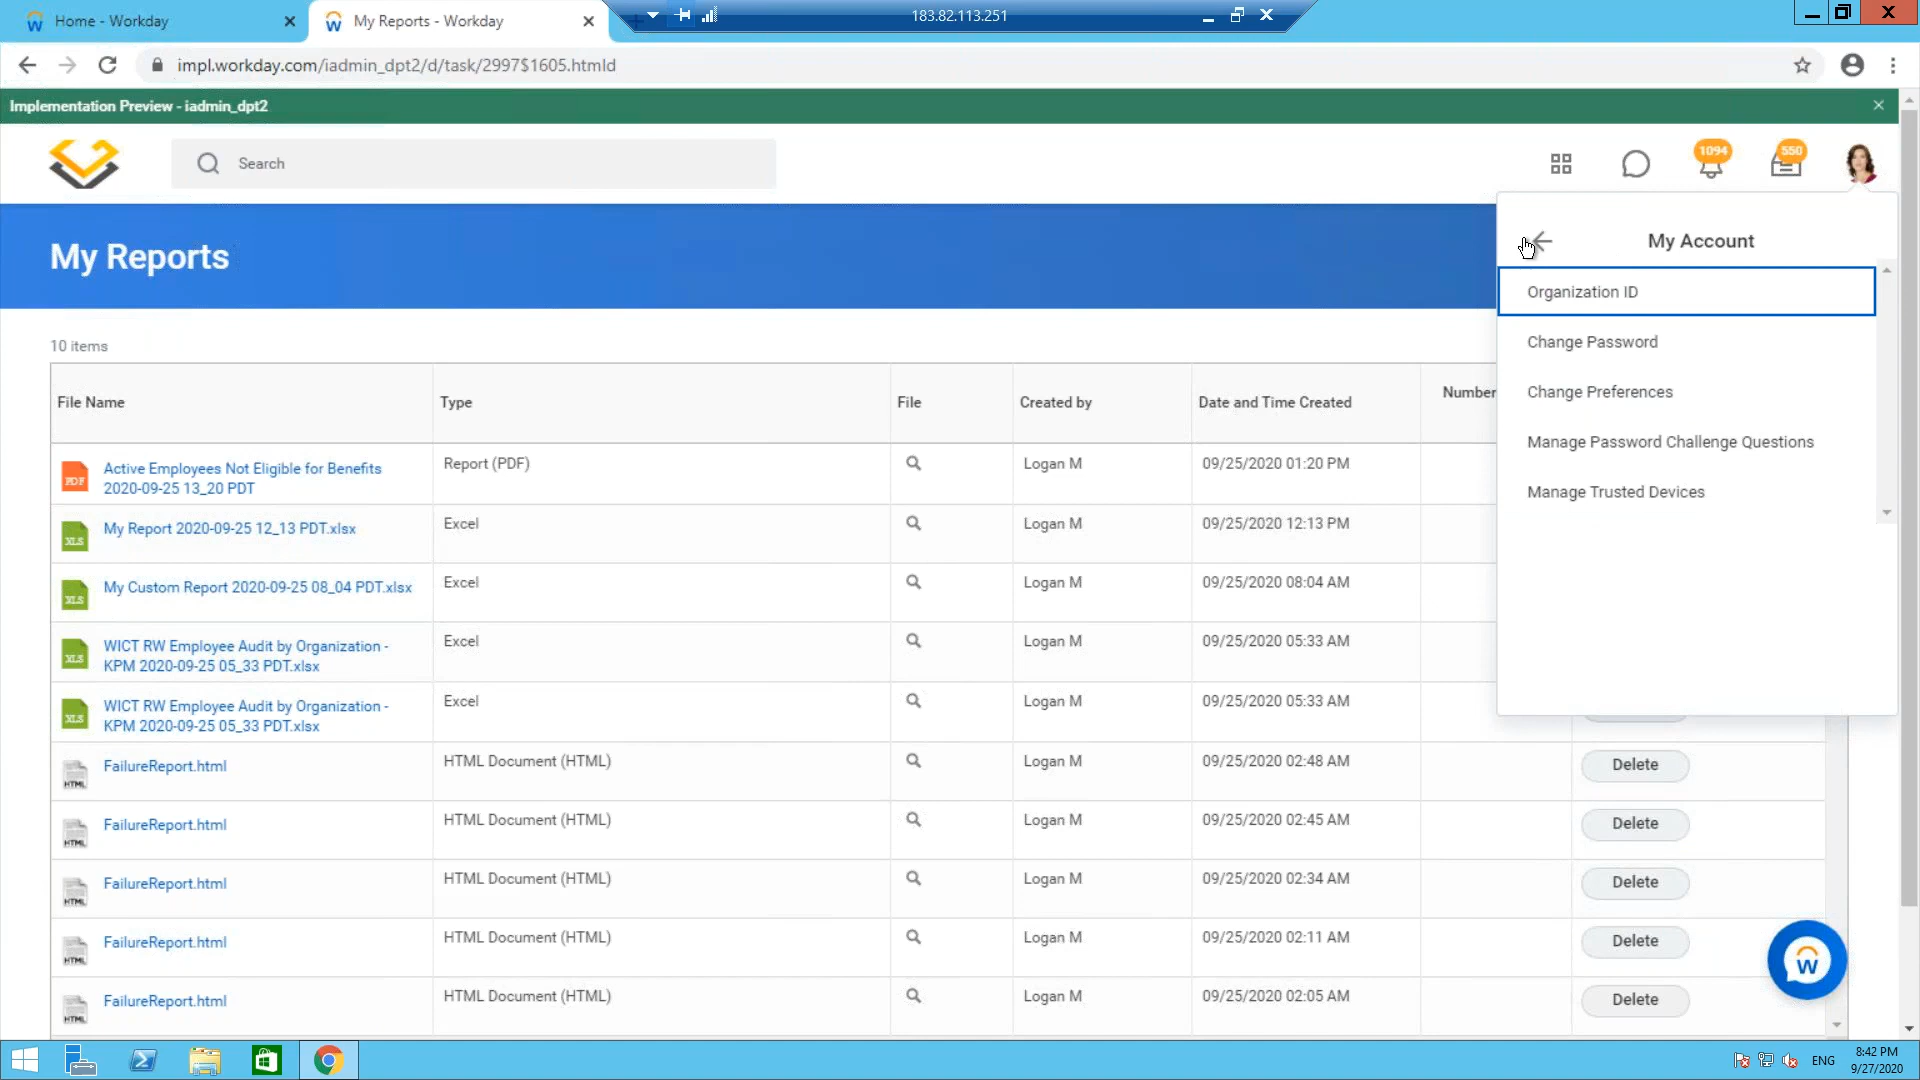 Home - Workday
My Reports - Workday
183.82.113.251
impl.workday.com/iadmin_dpt2/d/task/2997$1605.htmld
Implementation Preview - iadmin_dpt2
Search
1094
550
My Reports
My Account
Organization ID
Change Password
Change Preferences
Manage Password Challenge Questions
Manage Trusted Devices
10 items
File Name Type File Created by Date and Time Created Number
PDF Active Employees Not Eligible for Benefits 2020-09-25 13_20 PDT Report (PDF) Logan M 09/25/2020 01:20 PM
XLS My Report 2020-09-25 12_13 PDT.xlsx Excel Logan M 09/25/2020 12:13 PM
XLS My Custom Report 2020-09-25 08_04 PDT.xlsx Excel Logan M 09/25/2020 08:04 AM
XLS WICT RW Employee Audit by Organization - KPM 2020-09-25 05_33 PDT.xlsx Excel Logan M 09/25/2020 05:33 AM
XLS WICT RW Employee Audit by Organization - KPM 2020-09-25 05_33 PDT.xlsx Excel Logan M 09/25/2020 05:33 AM
HTML FailureReport.html HTML Document (HTML) Logan M 09/25/2020 02:48 AM Delete
HTML FailureReport.html HTML Document (HTML) Logan M 09/25/2020 02:45 AM Delete
HTML FailureReport.html HTML Document (HTML) Logan M 09/25/2020 02:34 AM Delete
HTML FailureReport.html HTML Document (HTML) Logan M 09/25/2020 02:11 AM Delete
HTML FailureReport.html HTML Document (HTML) Logan M 09/25/2020 02:05 AM Delete
W
ENG
8:42 PM
9/27/2020